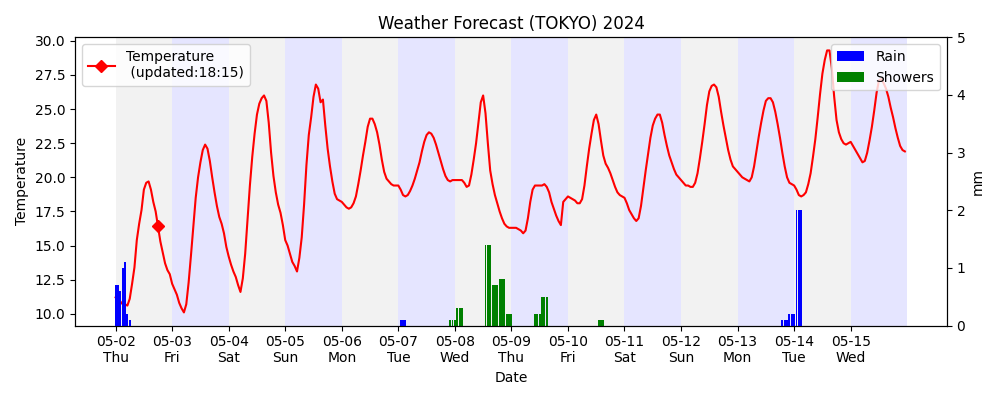 Weather Forecast (TOKYO) 2024
Temperature
(updated:18:15)
Rain
Showers
Temperature
30.0
27.5
25.0
22.5
20.0
17.5
15.0
12.5
10.0
5
4
3
2
1
0
mm
05-02 05-03 05-04 05-05 05-06 05-07 05-08 05-09 05-10 05-11 05-12 05-13 05-14 05-15
Thu Fri Sat Sun Mon Tue Wed Thu Fri Sat Sun Mon Tue Wed
Date